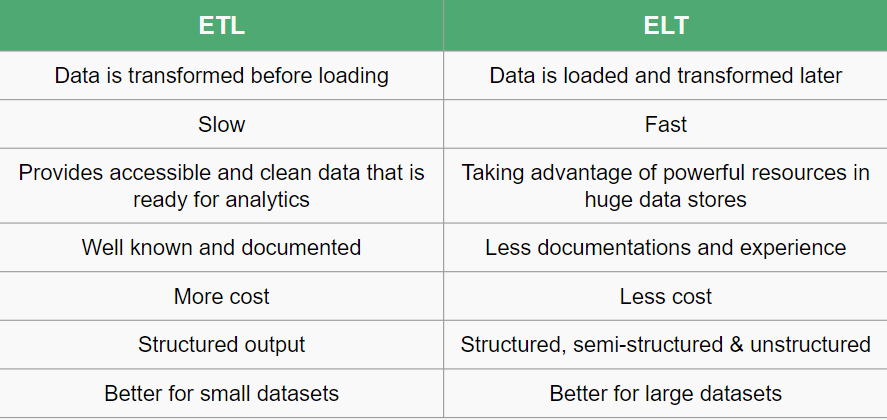 ETL ELT
Data is transformed before loading Data is loaded and transformed later
Slow Fast
Provides accessible and clean data that is Taking advantage of powerful resources in
ready for analytics huge data stores
Well known and documented Less documentations and experience
More cost Less cost
Structured output Structured, semi-structured & unstructured
Better for small datasets Better for large datasets